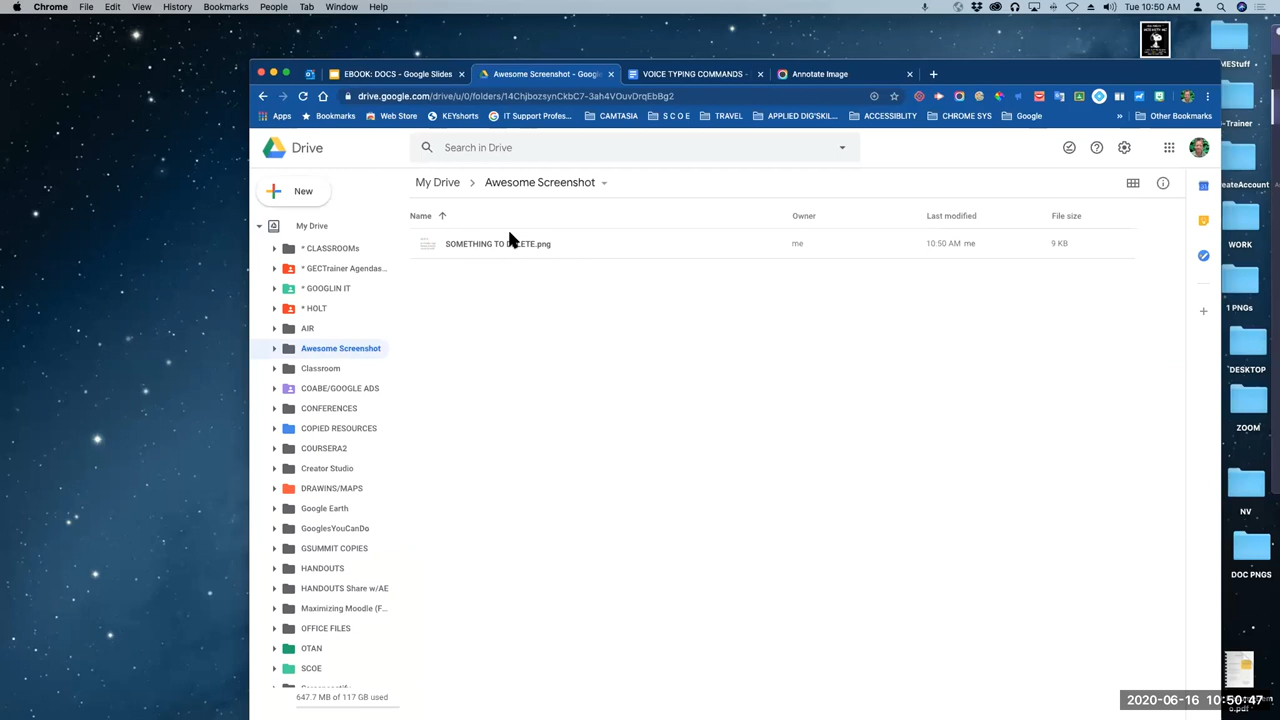 Chrome File Edit View History Bookmarks People Tab Window Help
Tue 10:50 AM
EBOOK: DOCS - Google Slides
Awesome Screenshot - Google
VOICE TYPING COMMANDS -
Annotate Image
drive.google.com/drive/u/0/folders/14ChjbozsynCkbC7-3ah4VOuvDrqEbBg2
Apps Bookmarks Web Store KEYshorts IT Support Profes... CAMTASIA S C O E TRAVEL APPLIED DIG'SKIL... ACCESSIBLITY CHROME SYS Google » Other Bookmarks
Drive
Search in Drive
New
My Drive > Awesome Screenshot
Name Owner Last modified File size
SOMETHING TO DELETE.png me 10:50 AM me 9 KB
My Drive
* CLASSROOMs
* GECTrainer Agendas...
* GOOGLIN IT
* HOLT
AIR
Awesome Screenshot
Classroom
COABE/GOOGLE ADS
CONFERENCES
COPIED RESOURCES
COURSERA2
Creator Studio
DRAWINS/MAPS
Google Earth
GooglesYouCanDo
GSUMMIT COPIES
HANDOUTS
HANDOUTS Share w/AE
Maximizing Moodle (F...
OFFICE FILES
OTAN
SCOE
647.7 MB of 117 GB used
MEStuff
-Trainer
reateAccount
WORK
1 PNGs
DESKTOP
ZOOM
NV
DOC PNGS
2020-06-16 10:50:47